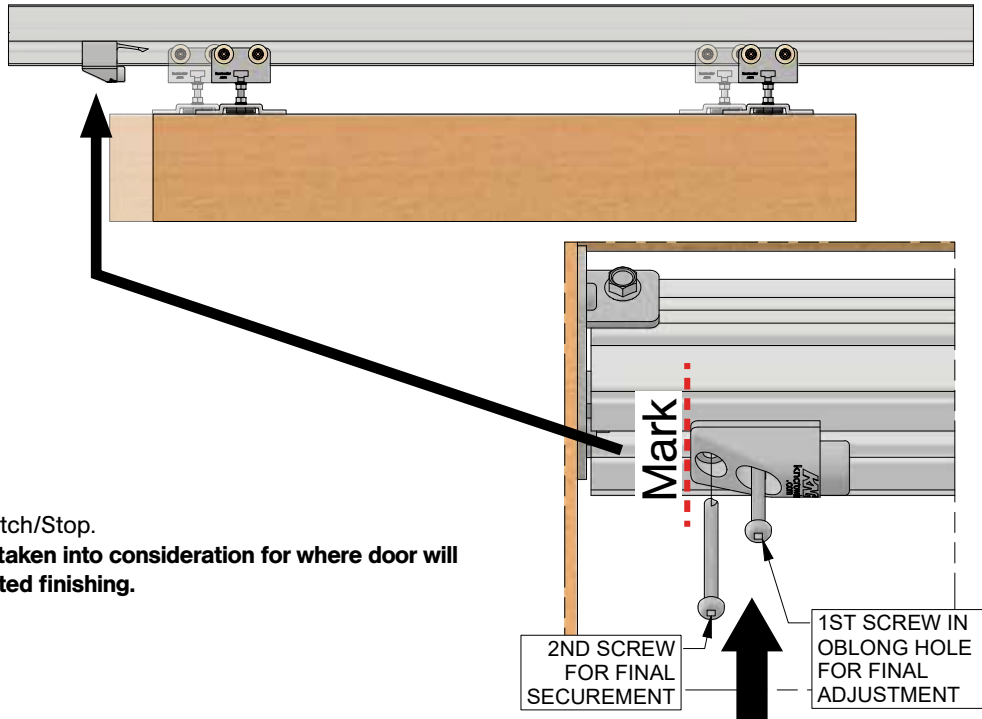 Mark
tch/Stop.
taken into consideration for where door will
ted finishing.
2ND SCREW
FOR FINAL
SECUREMENT
1ST SCREW IN
OBLONG HOLE
FOR FINAL
ADJUSTMENT